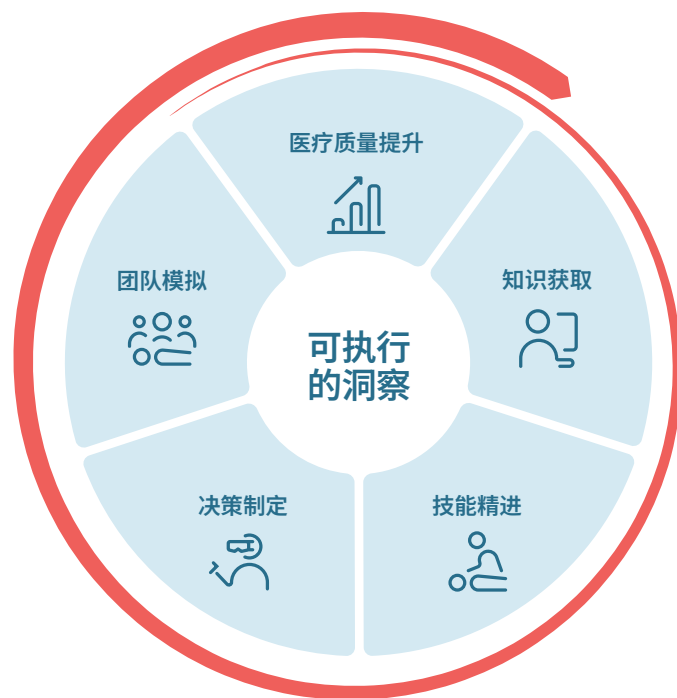 医疗质量提升
知识获取
技能精进
决策制定
团队模拟
可执行
的洞察